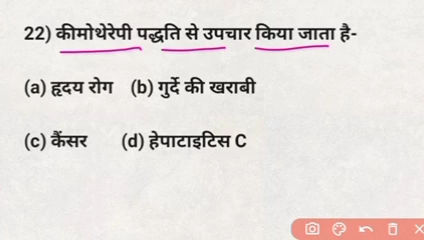 22) कीमोथेरेपी पद्धति से उपचार किया जाता है-
(a) हृदय रोग (b) गुर्दे की खराबी
(c) कैंसर (d) हेपाटाइटिस C